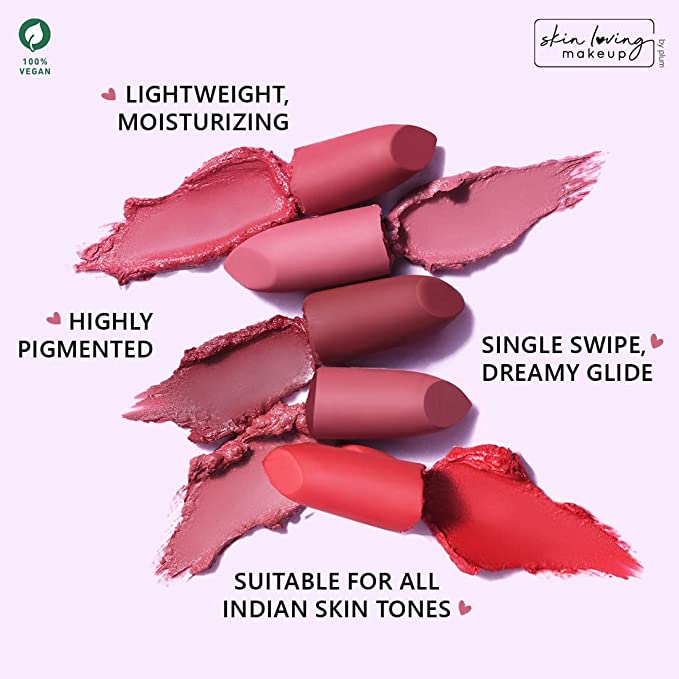 100%
VEGAN
skin loving
makeup
by plum
LIGHTWEIGHT,
MOISTURIZING
HIGHLY
PIGMENTED
SINGLE SWIPE,
DREAMY GLIDE
SUITABLE FOR ALL
INDIAN SKIN TONES